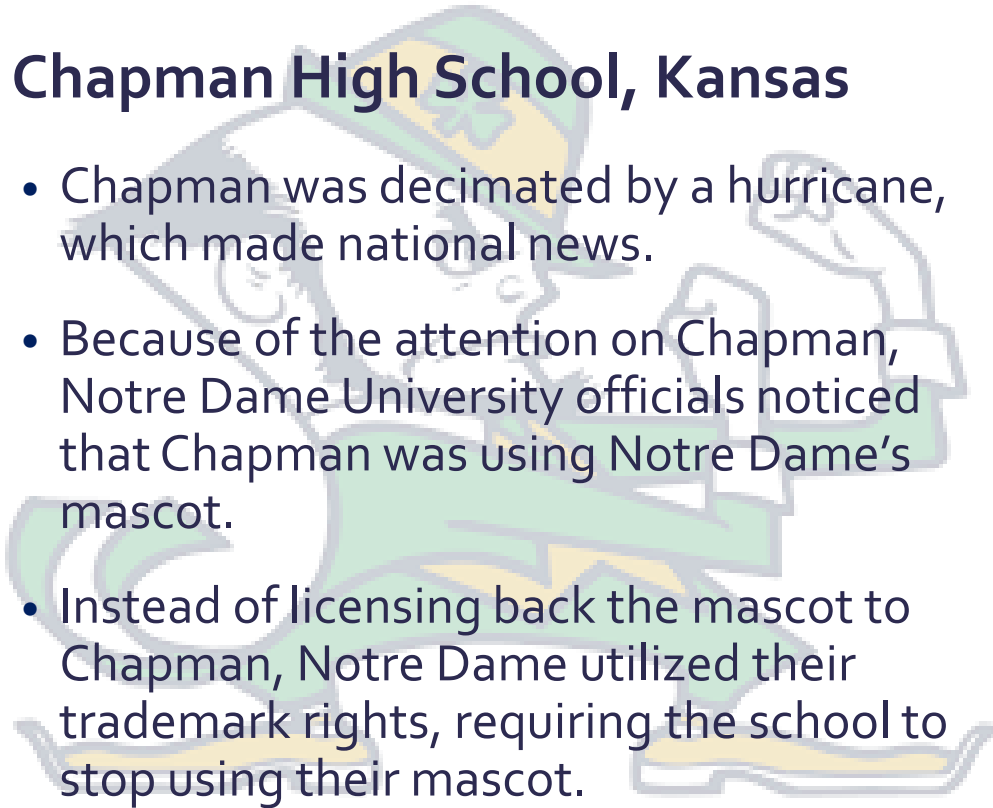 Chapman High School, Kansas
• Chapman was decimated by a hurricane,
which made national news.
• Because of the attention on Chapman,
Notre Dame University officials noticed
that Chapman was using Notre Dame’s
mascot.
• Instead of licensing back the mascot to
Chapman, Notre Dame utilized their
trademark rights, requiring the school to
stop using their mascot.